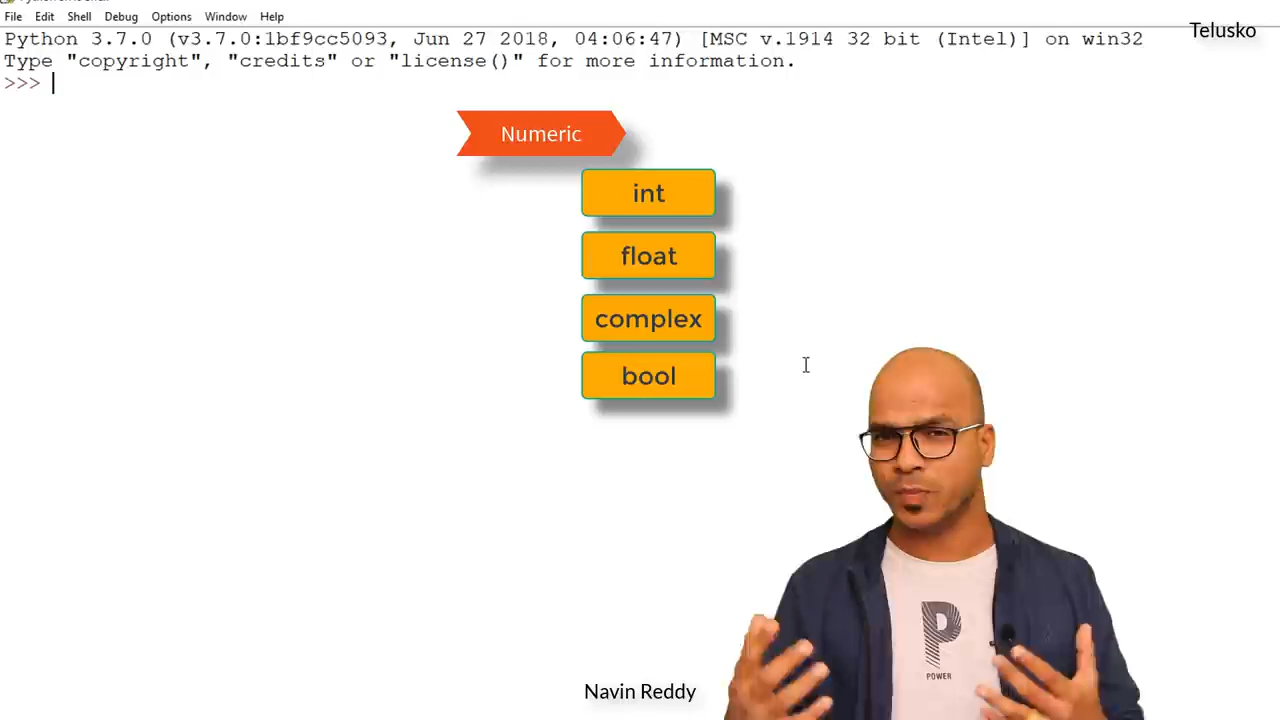 File Edit Shell Debug Options Window Help
Python 3.7.0 (v3.7.0:1bf9cc5093, Jun 27 2018, 04:06:47) [MSC v.1914 32 bit (Intel)] on win32
Telusko
Type "copyright", "credits" or "license()" for more information.
>>>
Numeric
int
float
complex
bool
P
POWER
Navin Reddy